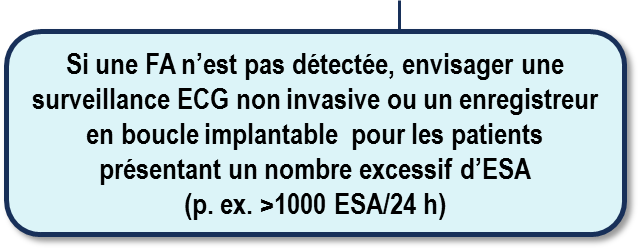 Si une FA n’est pas détectée, envisager une
surveillance ECG non invasive ou un enregistreur
en boucle implantable pour les patients
présentant un nombre excessif d’ESA
(p. ex. >1000 ESA/24 h)